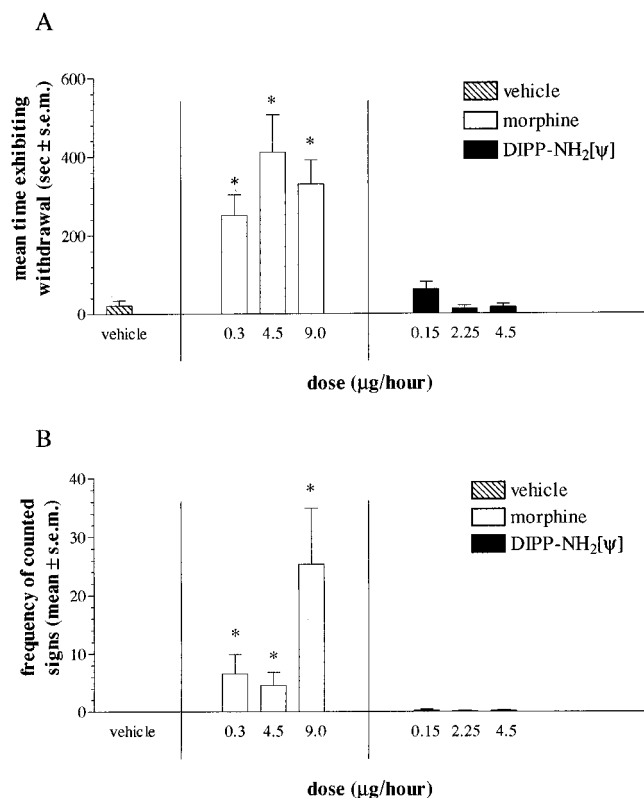 A
mean time exhibiting
withdrawal (sec ± s.e.m.)
600
400
200
0
* * *
vehicle
morphine
DIPP-NH₂[ψ]
vehicle 0.3 4.5 9.0 0.15 2.25 4.5
dose (µg/hour)
B
frequency of counted
signs (mean ± s.e.m.)
40
30
20
10
0
* * *
vehicle
morphine
DIPP-NH₂[ψ]
vehicle 0.3 4.5 9.0 0.15 2.25 4.5
dose (µg/hour)